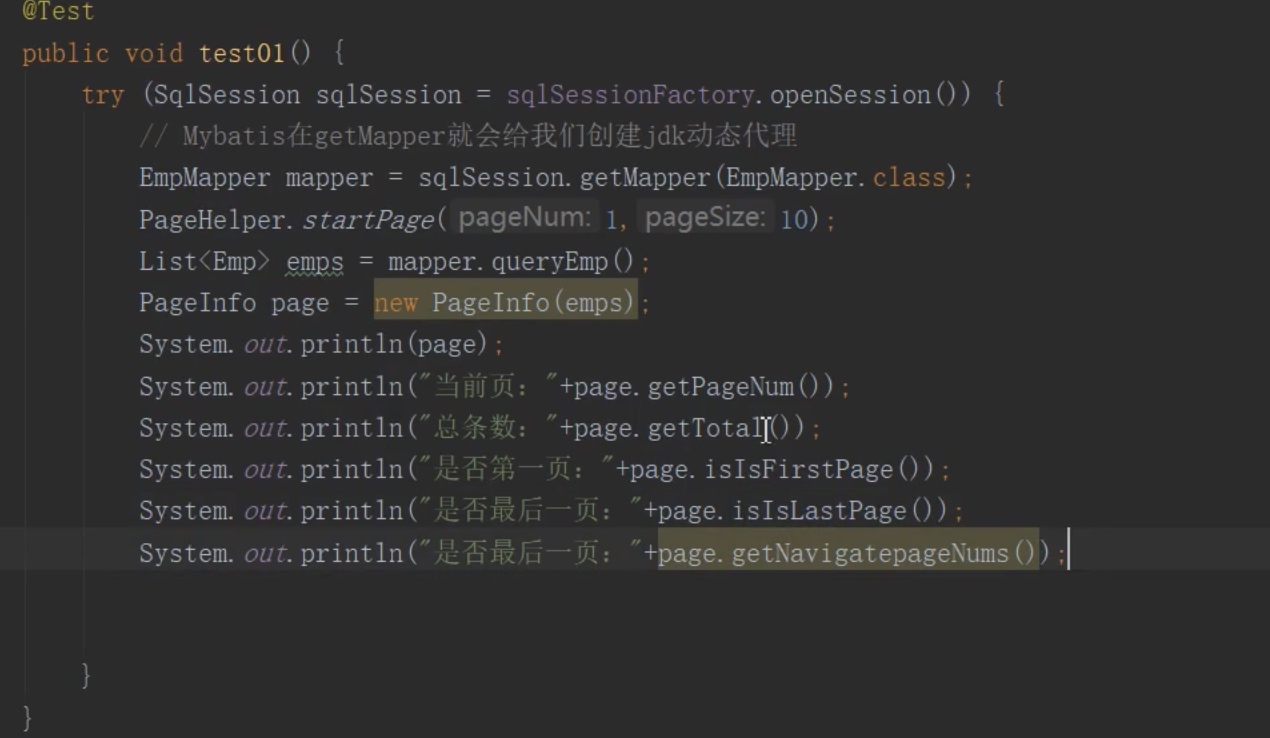 @Test
public void test01() {
try (SqlSession sqlSession = sqlSessionFactory.openSession()) {
// Mybatis在getMapper就会给我们创建jdk动态代理
EmpMapper mapper = sqlSession.getMapper(EmpMapper.class);
PageHelper.startPage( pageNum: 1, pageSize: 10);
List<Emp> emps = mapper.queryEmp();
PageInfo page = new PageInfo(emps);
System.out.println(page);
System.out.println("当前页："+page.getPageNum());
System.out.println("总条数："+page.getTotal());
System.out.println("是否第一页："+page.isIsFirstPage());
System.out.println("是否最后一页："+page.isIsLastPage());
System.out.println("是否最后一页："+page.getNavigatepageNums());
}
}